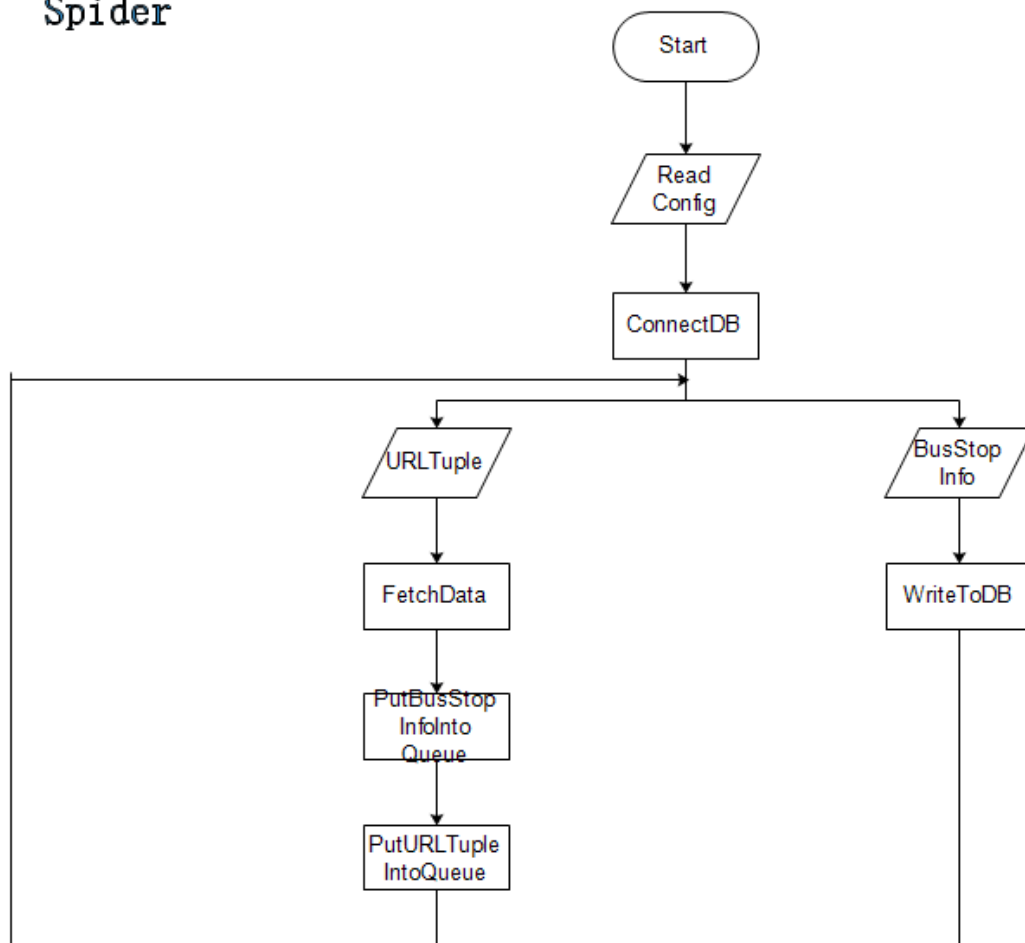 Spider
Start
Read
Config
ConnectDB
URLTuple
BusStop
Info
FetchData
WriteToDB
PutBusStop
InfoInto
Queue
PutURLTuple
IntoQueue